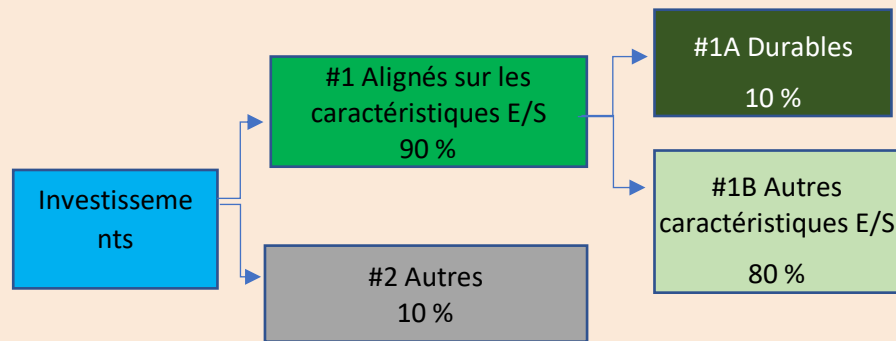 #1A Durables
10 %
#1 Alignés sur les
caractéristiques E/S
90 %
#1B Autres
caractéristiques E/S
80 %
Investisseme
nts
#2 Autres
10 %